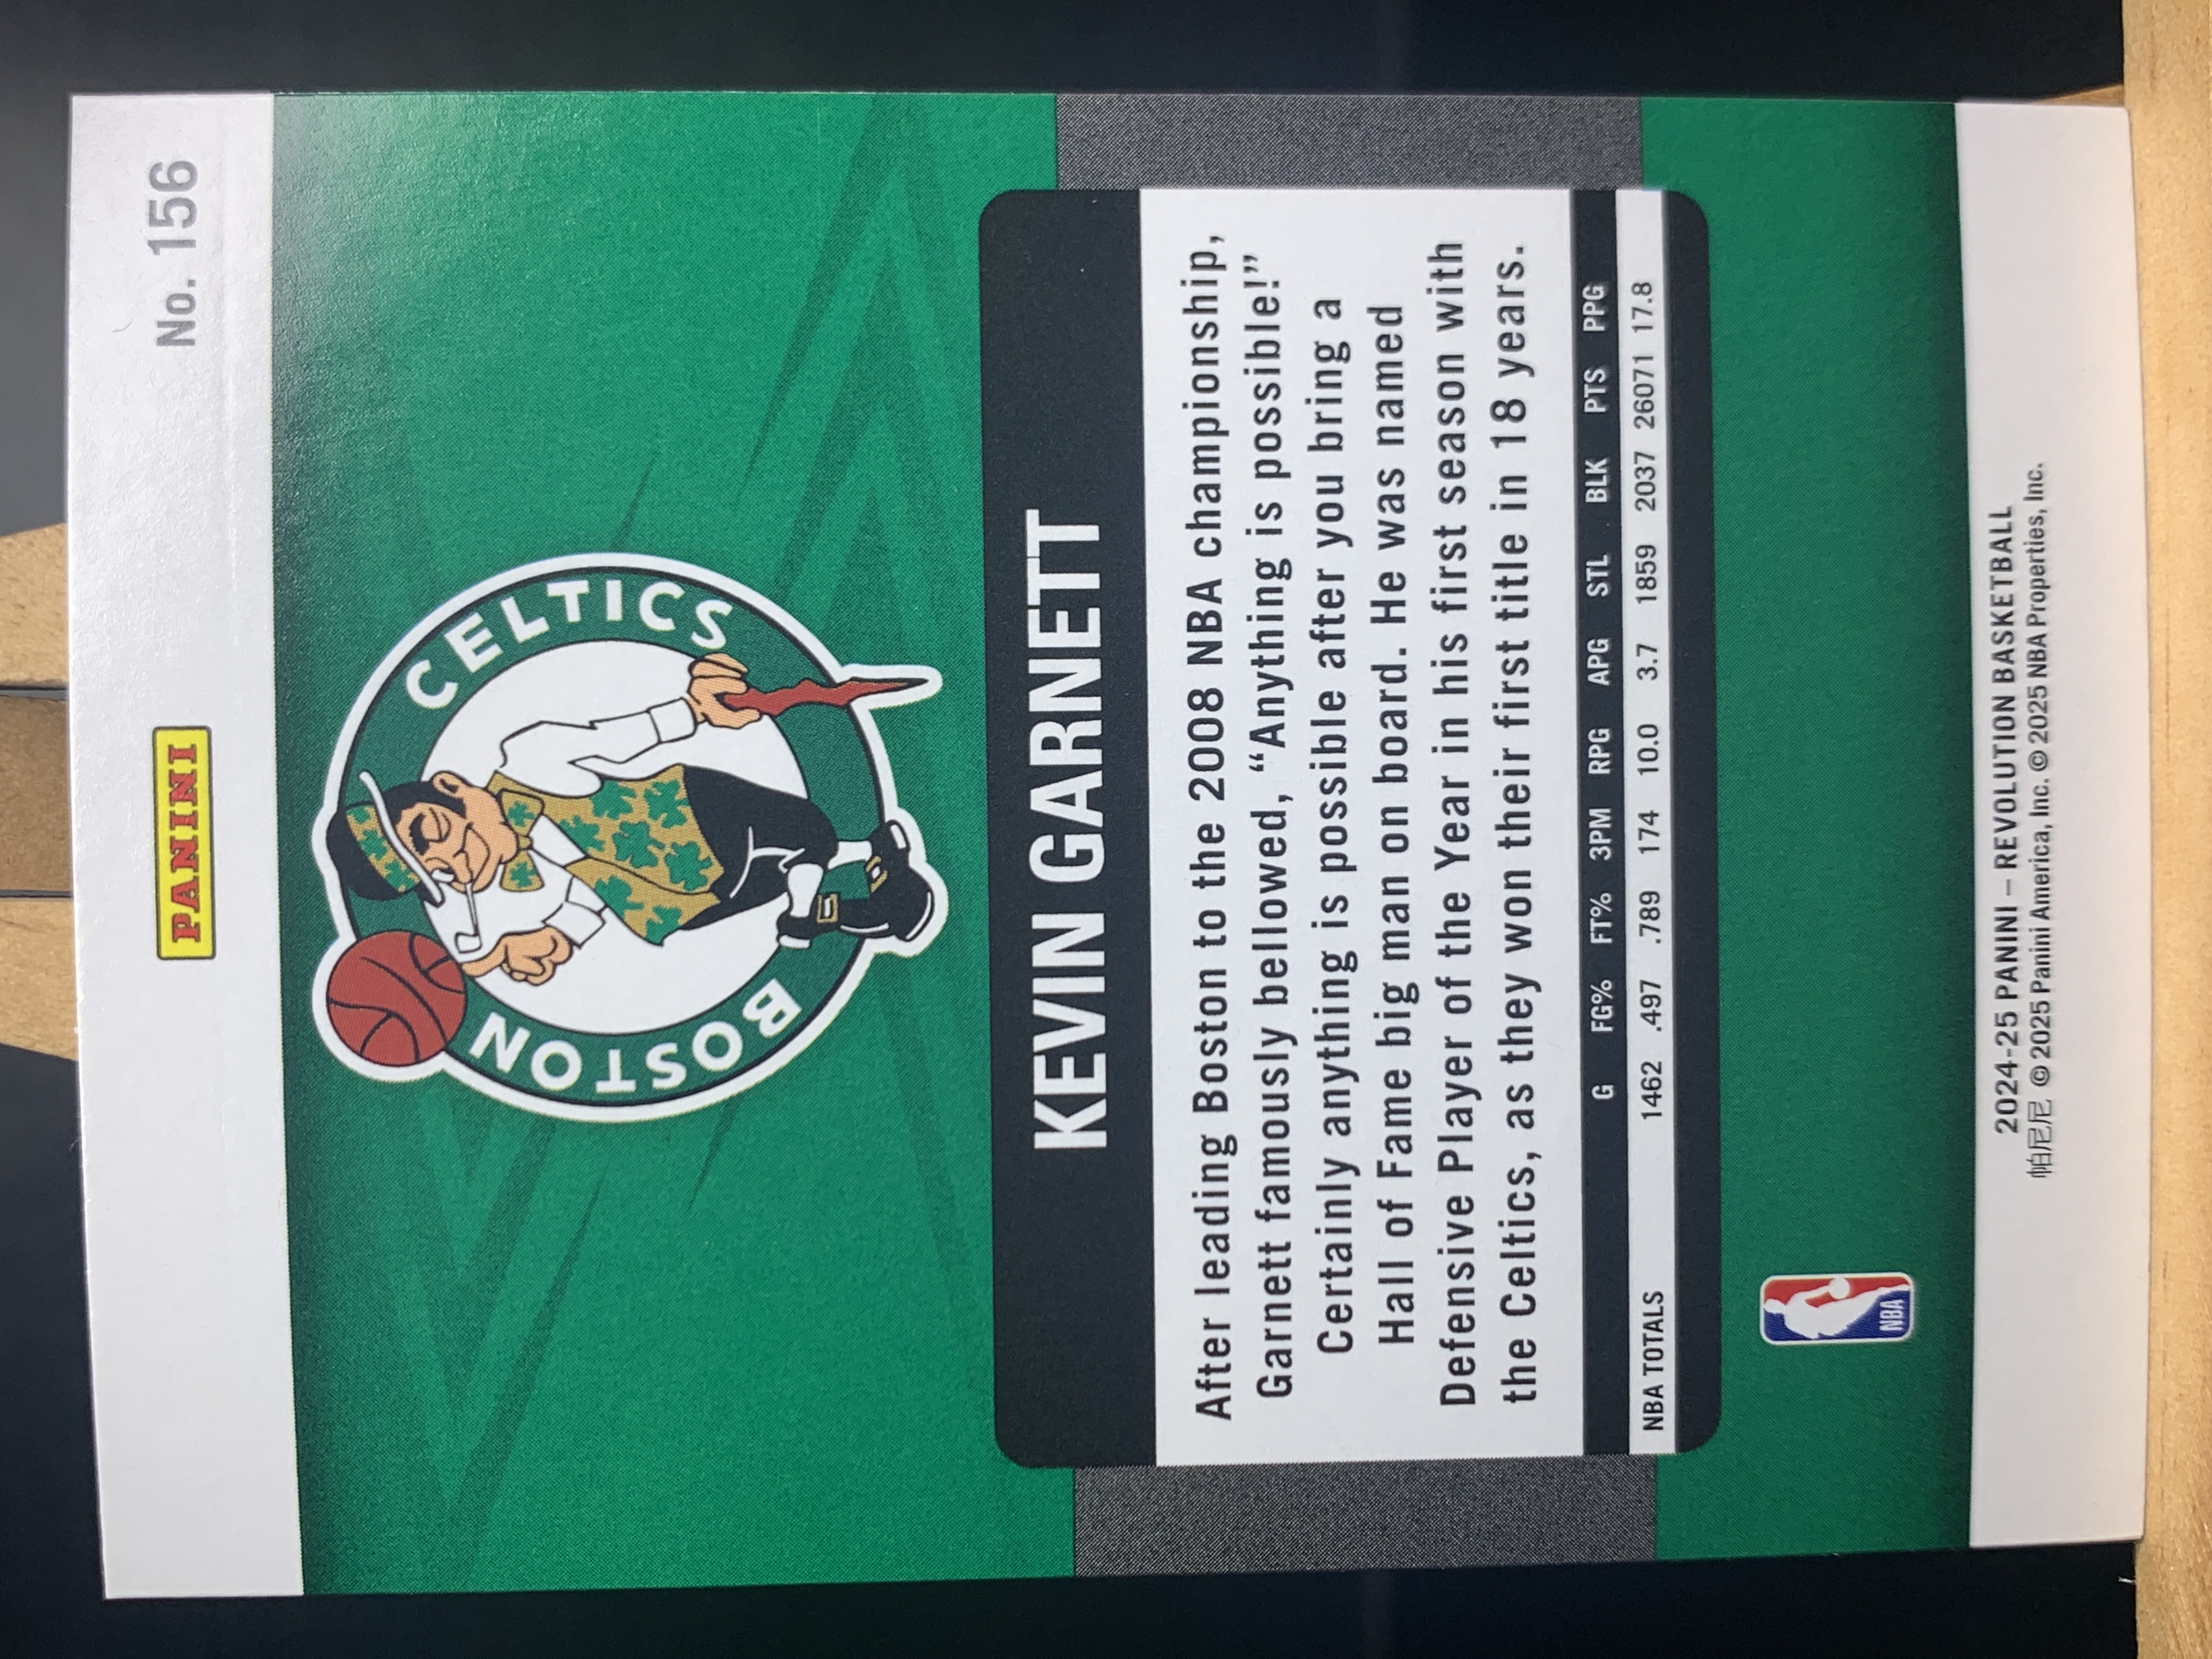 PANINI
No. 156
BOSTON CELTICS
KEVIN GARNETT
After leading Boston to the 2008 NBA championship,
Garnett famously bellowed, “Anything is possible!”
Certainly anything is possible after you bring a
Hall of Fame big man on board. He was named
Defensive Player of the Year in his first season with
the Celtics, as they won their first title in 18 years.
G FG% FT% 3PM RPG APG STL BLK PTS PPG
NBA TOTALS 1462 .497 .789 174 10.0 3.7 1859 2037 26071 17.8
NBA
2024-25 PANINI – REVOLUTION BASKETBALL
帕尼尼 © 2025 Panini America, Inc. © 2025 NBA Properties, Inc.